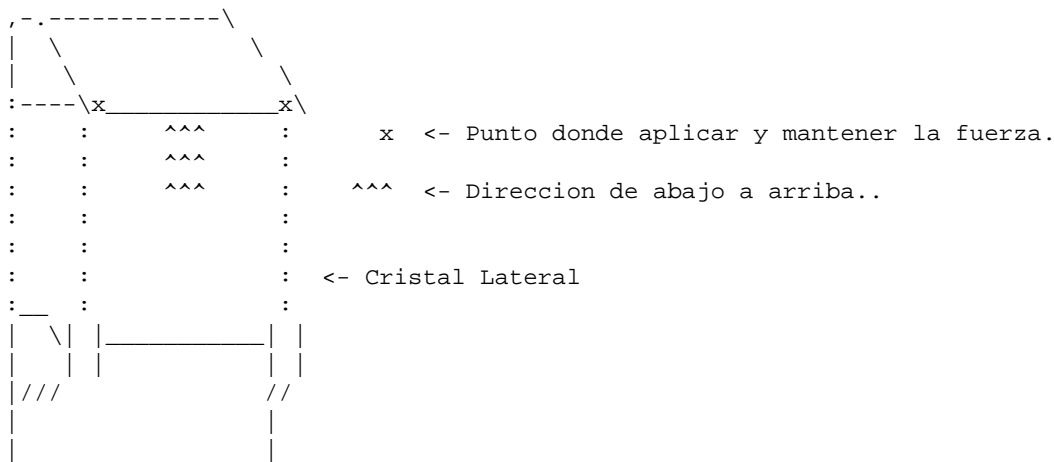 x <- Punto donde aplicar y mantener la fuerza.
^^^ <- Direccion de abajo a arriba..
<- Cristal Lateral